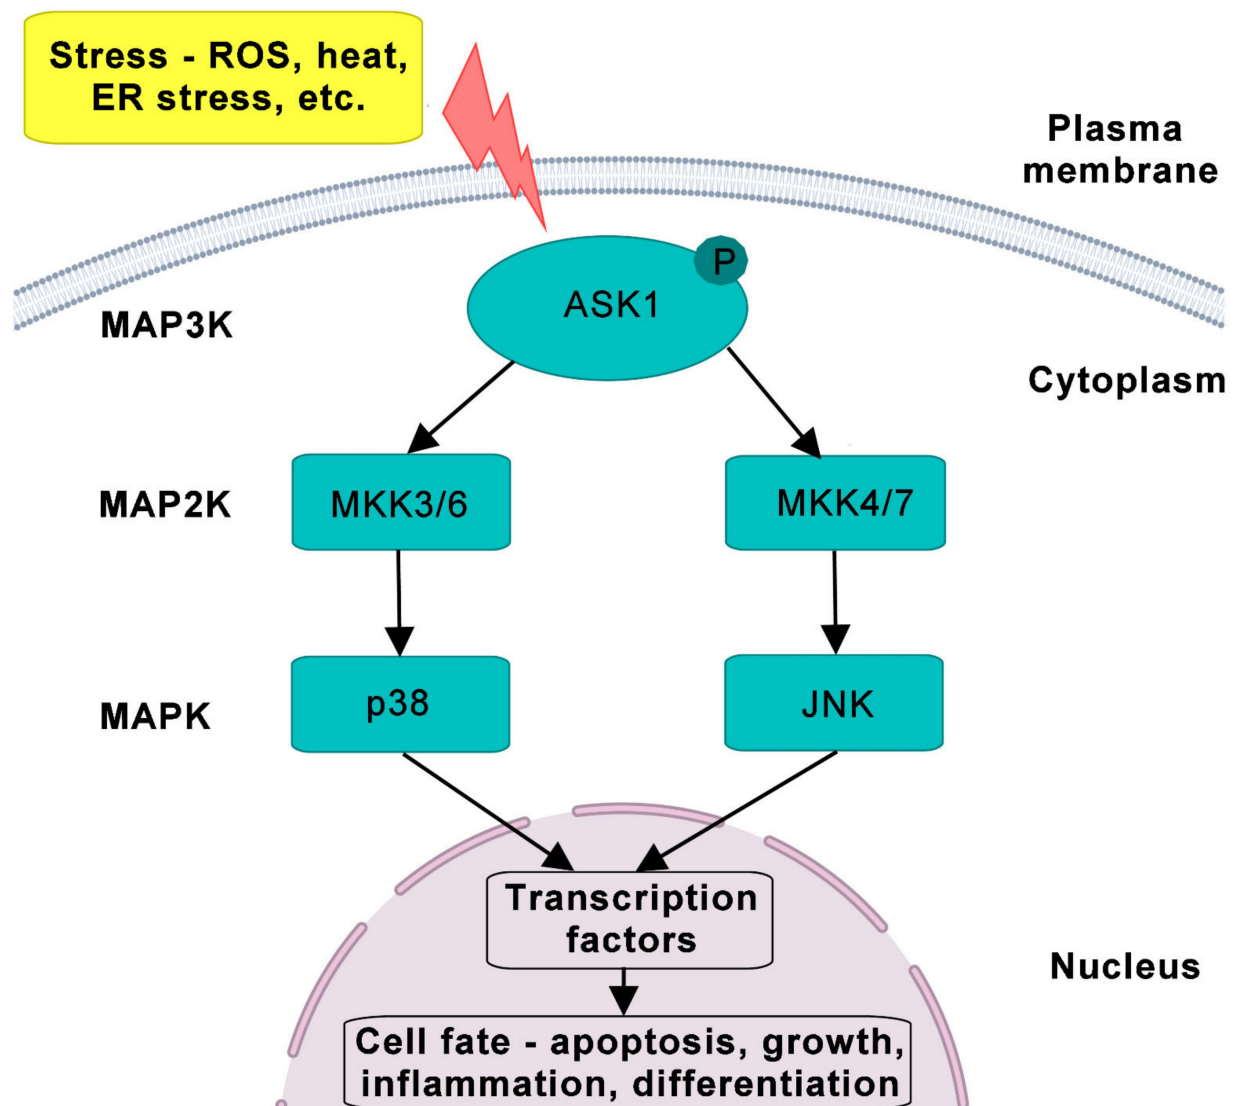 Stress - ROS, heat,
ER stress, etc.
Plasma
membrane
P
ASK1
MAP3K
Cytoplasm
MAP2K
MKK3/6
MKK4/7
MAPK
p38
JNK
Transcription
factors
Nucleus
Cell fate - apoptosis, growth,
inflammation, differentiation